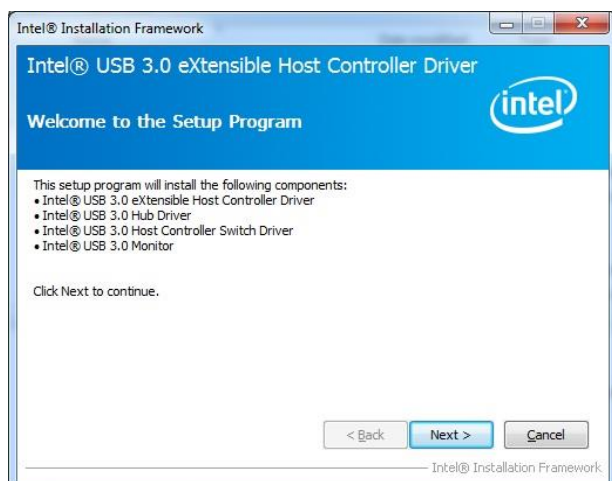 Intel® Installation Framework
Intel® USB 3.0 eXtensible Host Controller Driver
intel
Welcome to the Setup Program
This setup program will install the following components:
• Intel® USB 3.0 eXtensible Host Controller Driver
• Intel® USB 3.0 Hub Driver
• Intel® USB 3.0 Host Controller Switch Driver
• Intel® USB 3.0 Monitor
Click Next to continue.
< Back Next > Cancel
Intel® Installation Framework